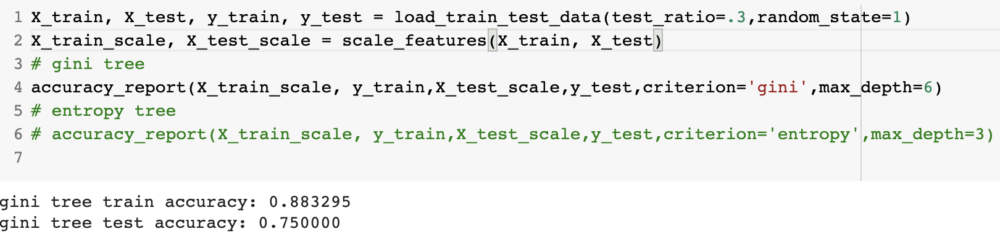 1 X_train, X_test, y_train, y_test = load_train_test_data(test_ratio=.3,random_state=1)
2 X_train_scale, X_test_scale = scale_features(X_train, X_test)
3 # gini tree
4 accuracy_report(X_train_scale, y_train,X_test_scale,y_test,criterion='gini',max_depth=6)
5 # entropy tree
6 # accuracy_report(X_train_scale, y_train,X_test_scale,y_test,criterion='entropy',max_depth=3)
7
gini tree train accuracy: 0.883295
gini tree test accuracy: 0.750000